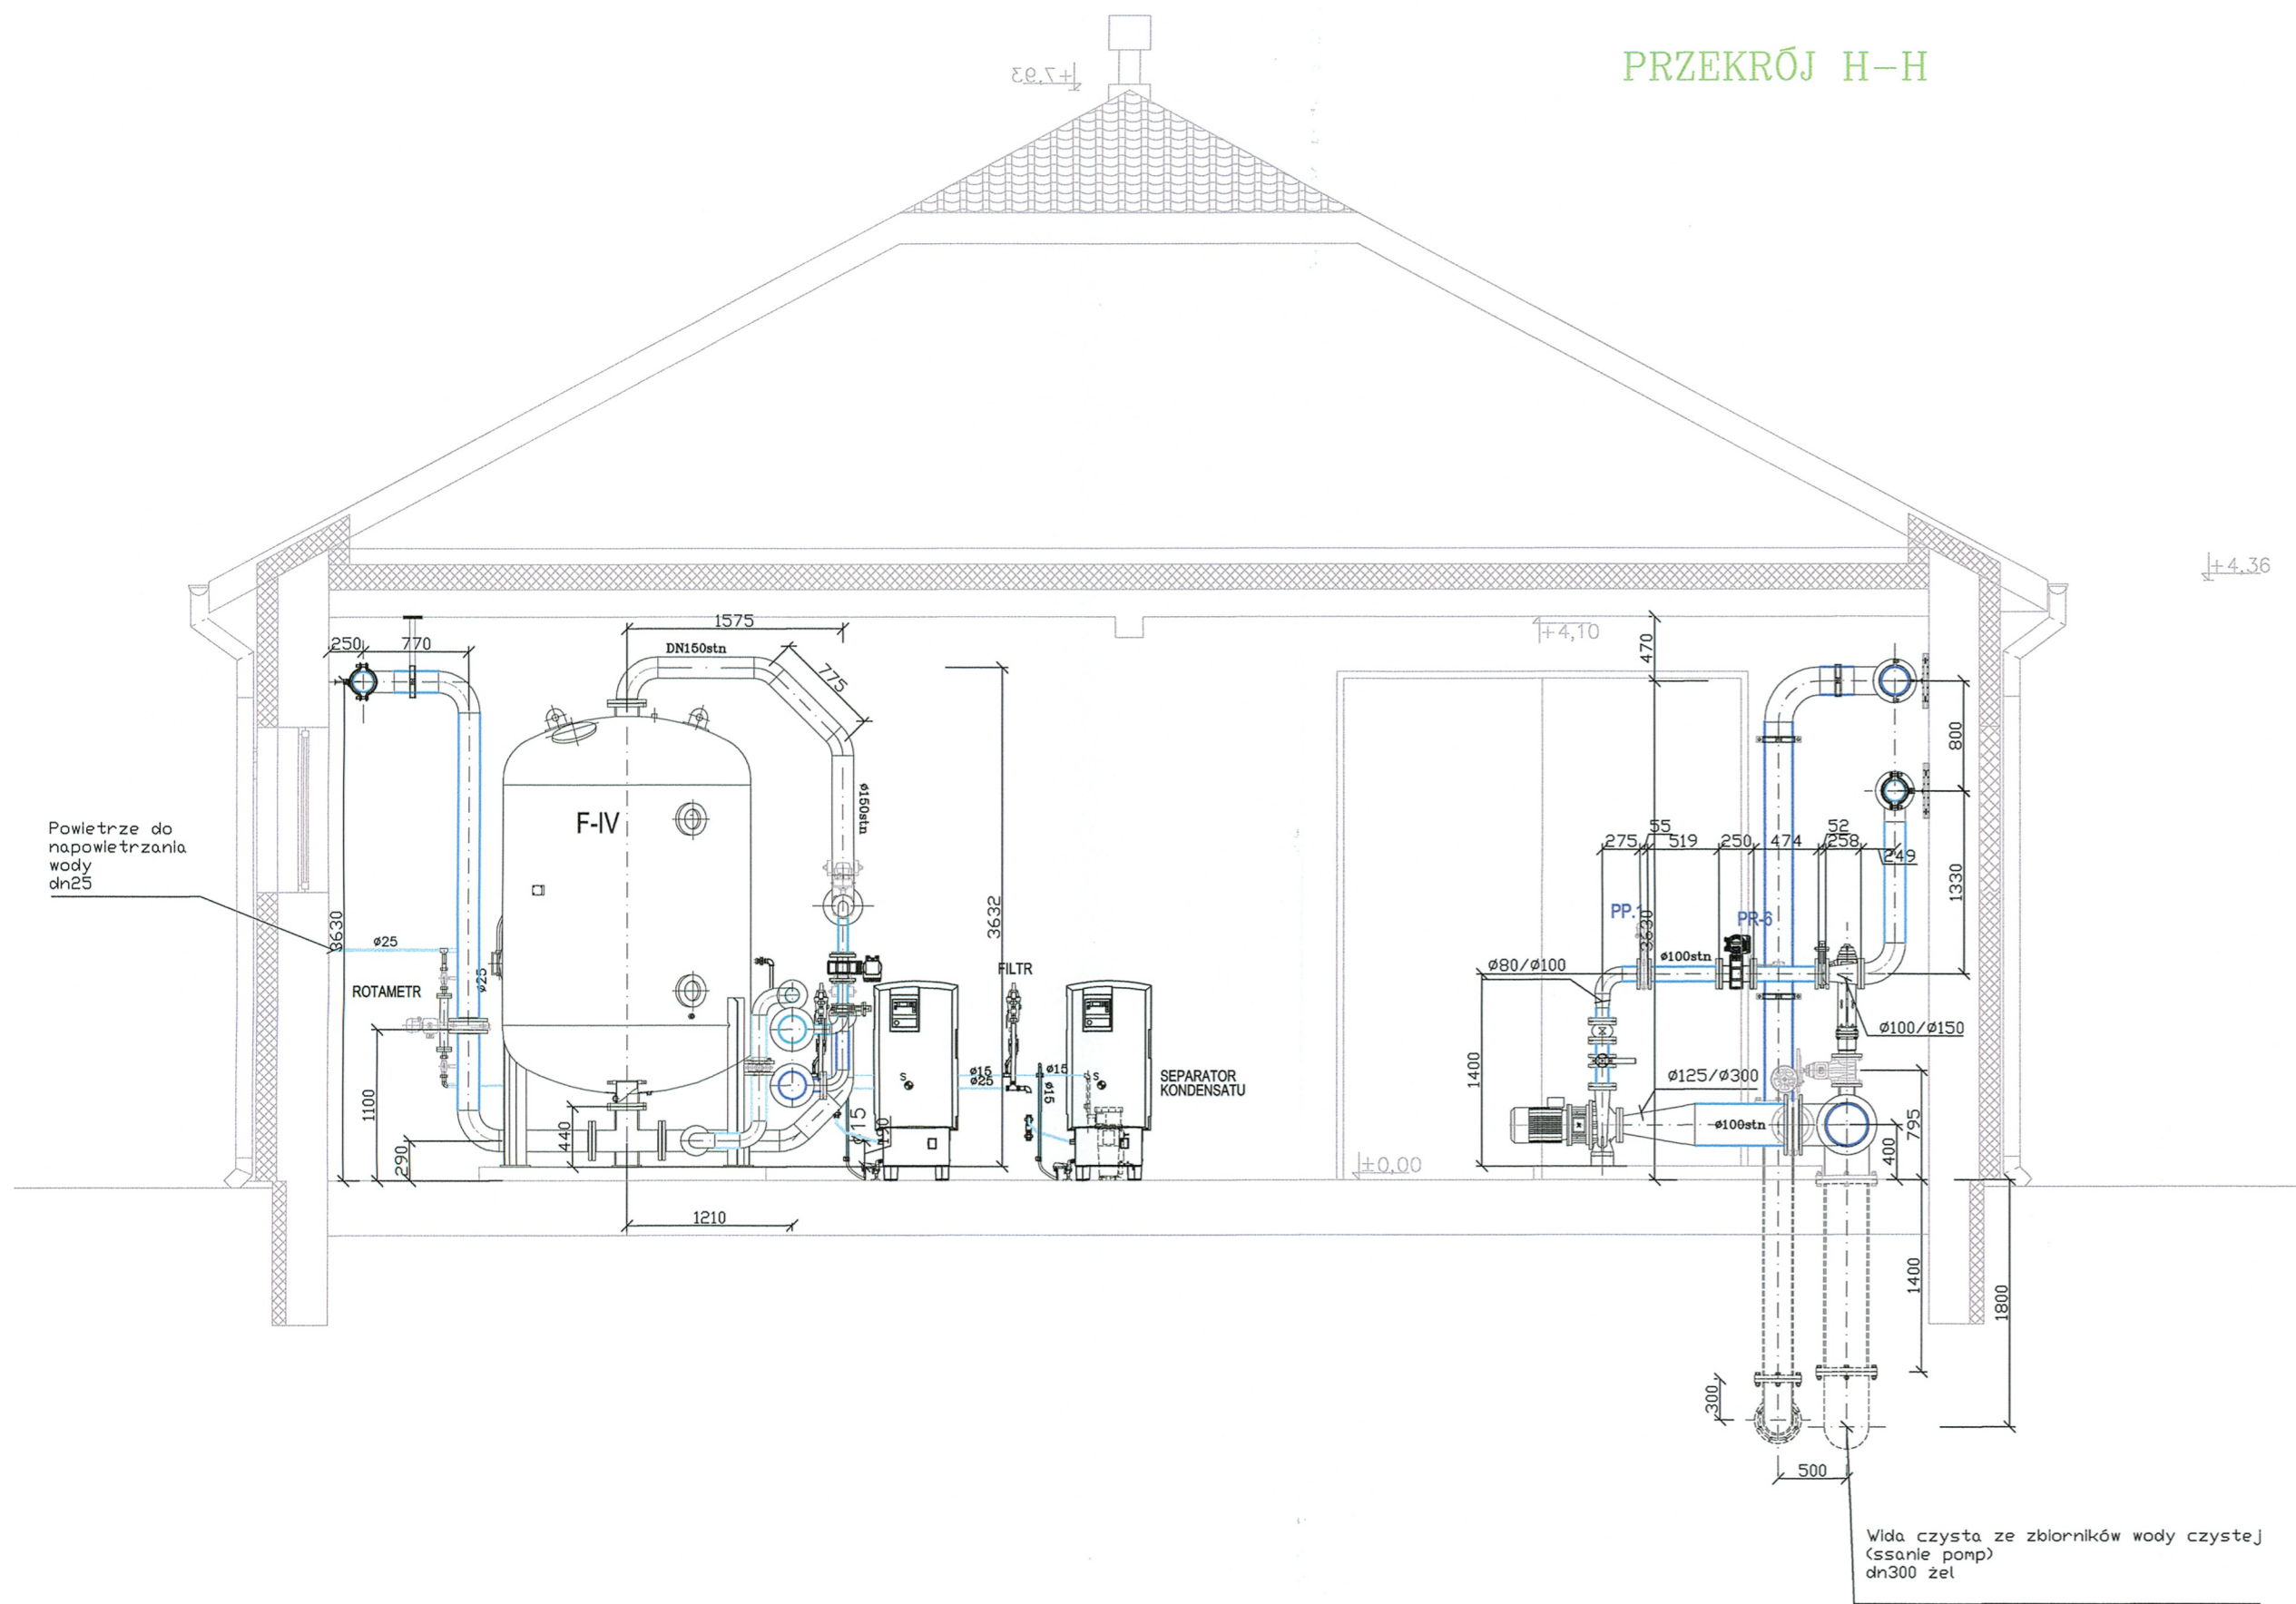 PRZEKRÓJ H-H
+7,93
+4,36
1575
+4,10
470
250
770
DN150stn
775
800
F-IV
ø150stn
Powietrze do
napowietrzania
wody
dn25
275
55
519
250
474
52
258
249
1330
3630
ø25
ø25
3632
PP.1
3630
PR-6
ROTAMETR
FILTR
Ø80/Ø100
ø100stn
Ø100/Ø150
1100
290
440
S
ø15
ø25
ø15
ø15
S
SEPARATOR
KONDENSATU
1400
Ø125/Ø300
ø100stn
795
400
±0,00
1210
1400
1800
300
500
Wida czysta ze zbiorników wody czystej
(ssanie pomp)
dn300 żel